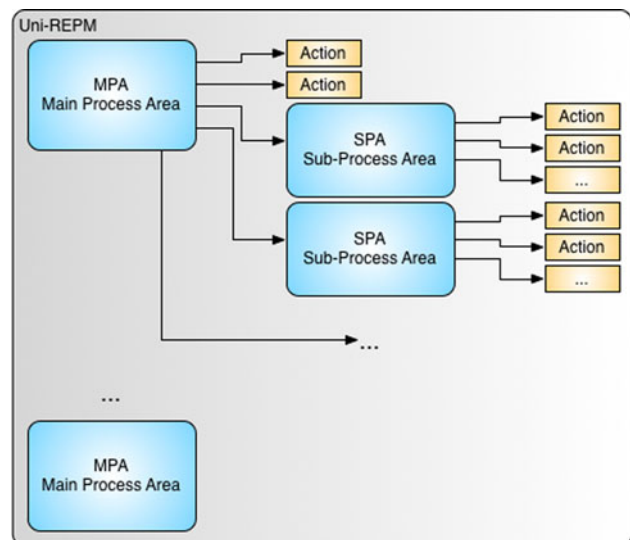 Uni-REPM
MPA
Main Process Area
Action
Action
SPA
Sub-Process Area
Action
Action
...
SPA
Sub-Process Area
Action
Action
...
...
...
MPA
Main Process Area